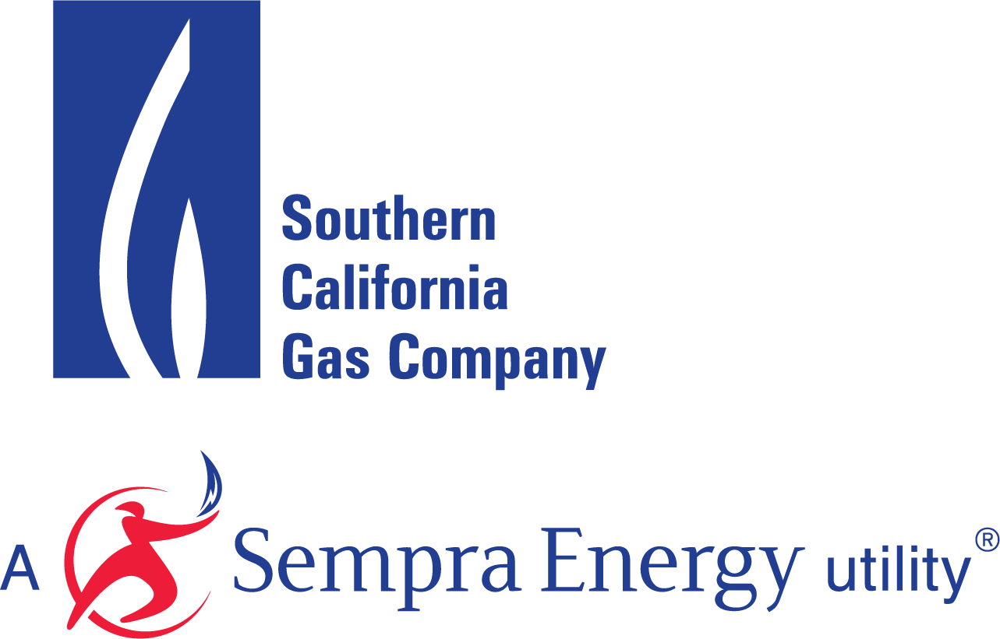 Southern
California
Gas Company
A Sempra Energy utility®